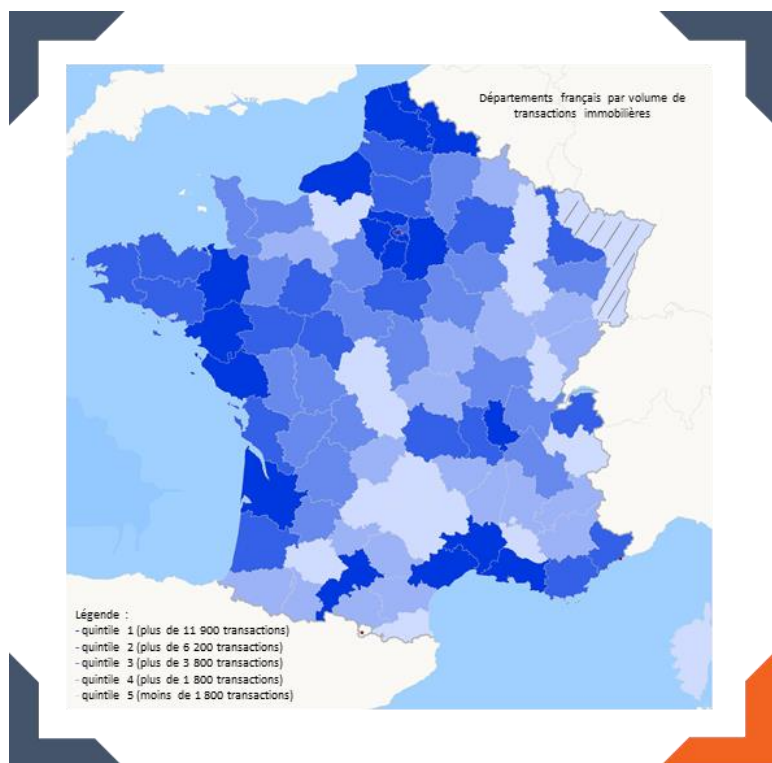 Départements français par volume de
transactions immobilières
Légende :
- quintile 1 (plus de 11 900 transactions)
- quintile 2 (plus de 6 200 transactions)
- quintile 3 (plus de 3 800 transactions)
- quintile 4 (plus de 1 800 transactions)
- quintile 5 (moins de 1 800 transactions)